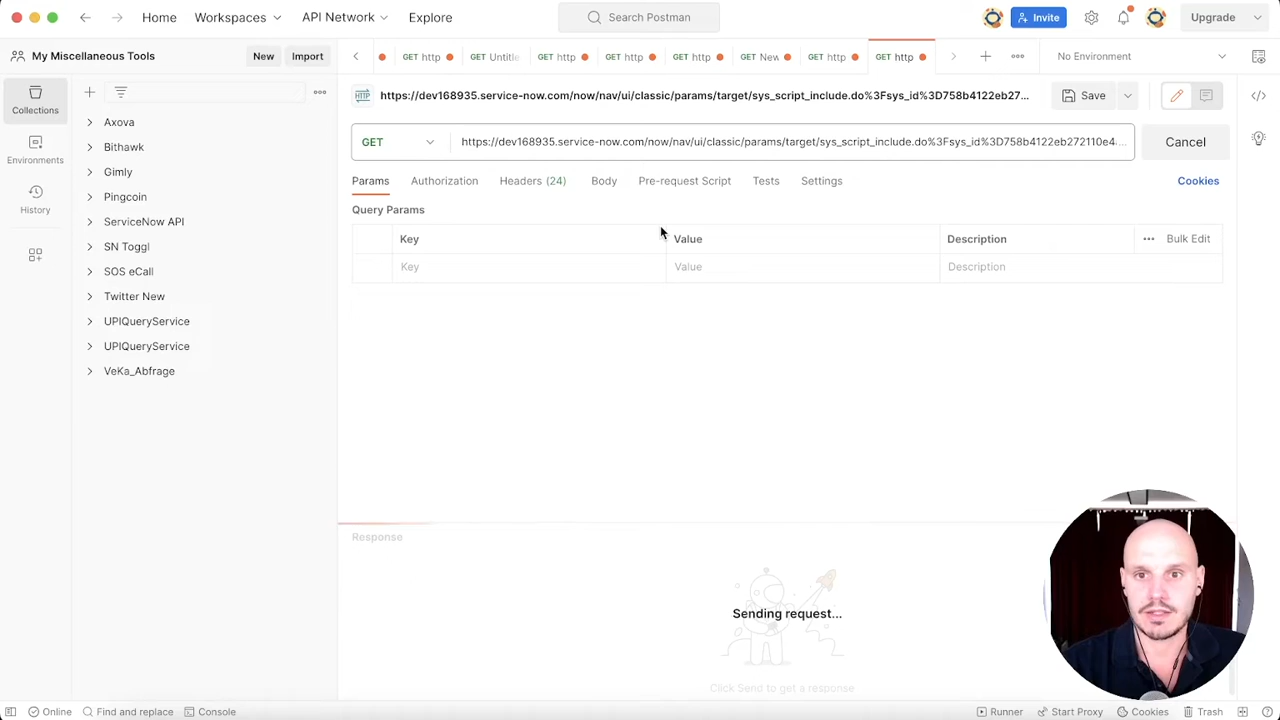 Home Workspaces API Network Explore Search Postman Invite Upgrade
My Miscellaneous Tools New Import GET http GET Untitle GET http GET http GET http GET New GET http GET http No Environment
Collections
Environments
History
Axova
Bithawk
Gimly
Pingcoin
ServiceNow API
SN Toggl
SOS eCall
Twitter New
UPIQueryService
UPIQueryService
VeKa_Abfrage
HTTP https://dev168935.service-now.com/now/nav/ui/classic/params/target/sys_script_include.do%3Fsys_id%3D758b4122eb27... Save
GET https://dev168935.service-now.com/now/nav/ui/classic/params/target/sys_script_include.do%3Fsys_id%3D758b4122eb272110e4... Cancel
Params Authorization Headers (24) Body Pre-request Script Tests Settings Cookies
Query Params
Key Value Description Bulk Edit
Key Value Description
Response
Sending request...
Click Send to get a response
Online Find and replace Console Runner Start Proxy Cookies Trash